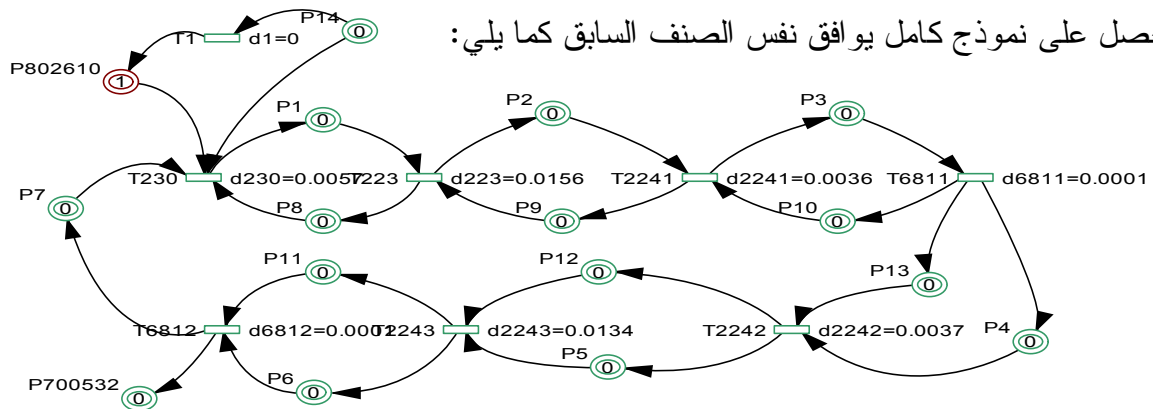 حصل على نموذج كامل يوافق نفس الصنف السابق كما يلي:
P14
0
T1
d1=0
P802610
1
P1
0
P2
0
P3
0
T230
d230=0.0057
T223
d223=0.0156
T2241
d2241=0.0036
T6811
d6811=0.0001
P7
0
P8
0
P9
0
P10
0
P11
0
P12
0
P13
0
T6812
d6812=0.0001
T2243
d2243=0.0134
T2242
d2242=0.0037
P4
0
P5
0
P6
0
P700532
0